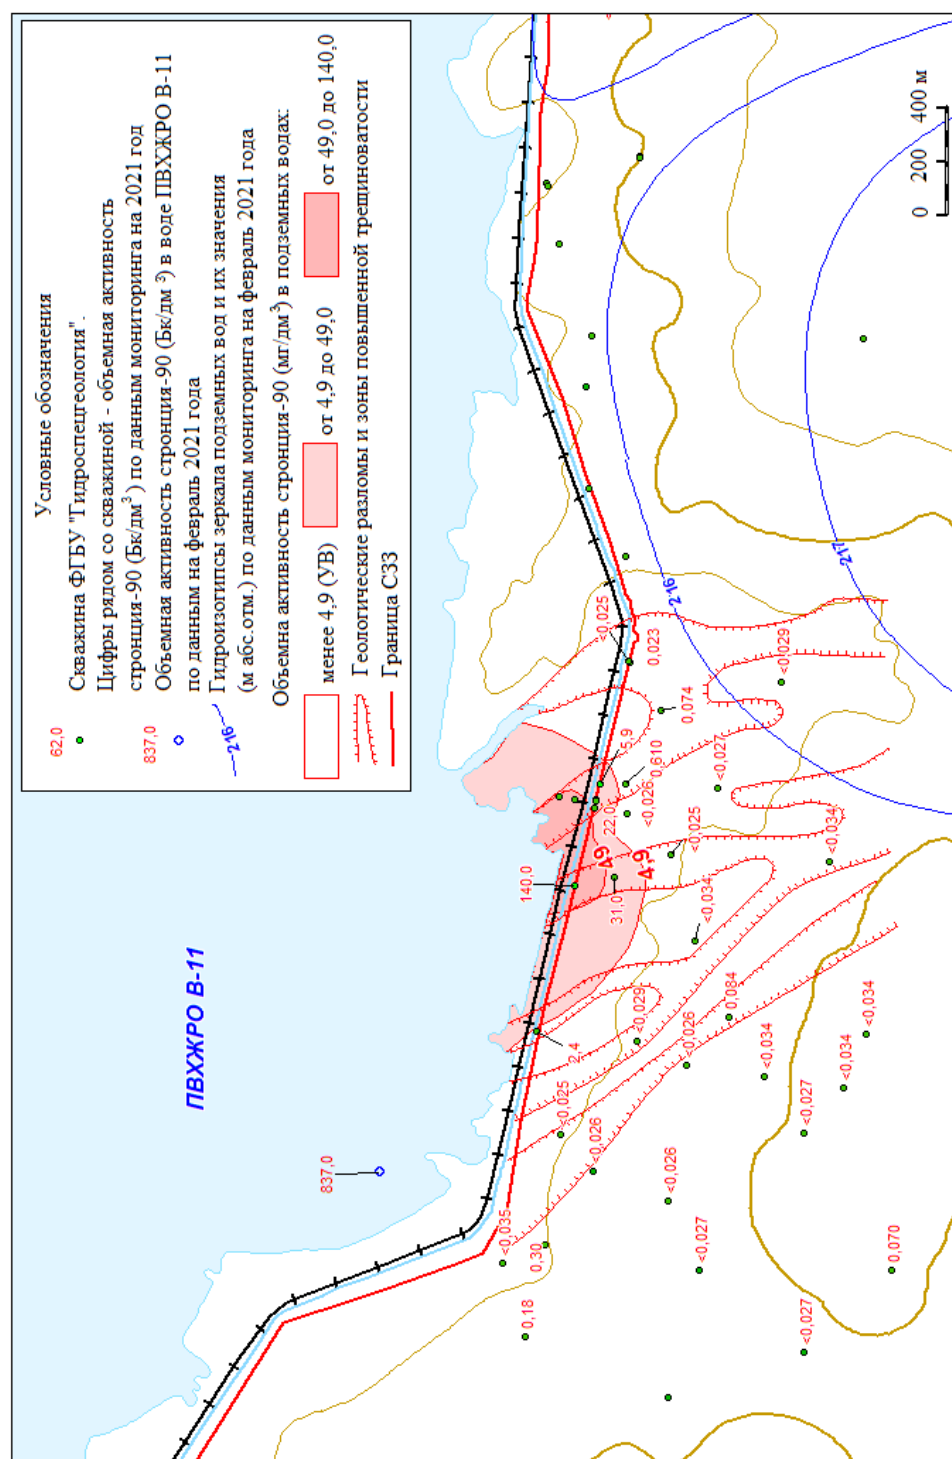 Условные обозначения
62,0
Скважина ФГБУ "Гидроспецгеология".
Цифры рядом со скважиной - объемная активность
стронция-90 (Бк/дм³) по данным мониторинга на 2021 год
837,0
Объемная активность стронция-90 (Бк/дм ³) в воде ПВХЖРО В-11
по данным на февраль 2021 года
216
Гидроизогипсы зеркала подземных вод и их значения
(м абс.отм.) по данным мониторинга на февраль 2021 года
Объемна активность стронция-90 (мг/дм³) в подземных водах:
менее 4,9 (УВ)
от 4,9 до 49,0
от 49,0 до 140,0
Геологические разломы и зоны повышенной трещиноватости
Граница СЗЗ
ПВХЖРО В-11
837,0
140,0
<0,025
0,023
<0,029
0,074
5,9
0,610
<0,027
<0,026
22,0
49
4,9
<0,025
<0,034
31,0
<0,034
<0,029
0,084
<0,026
2,4
<0,034
<0,034
<0,034
<0,025
<0,027
<0,026
<0,026
<0,035
0,30
<0,027
0,070
0,18
<0,027
216
217
0 200 400 м